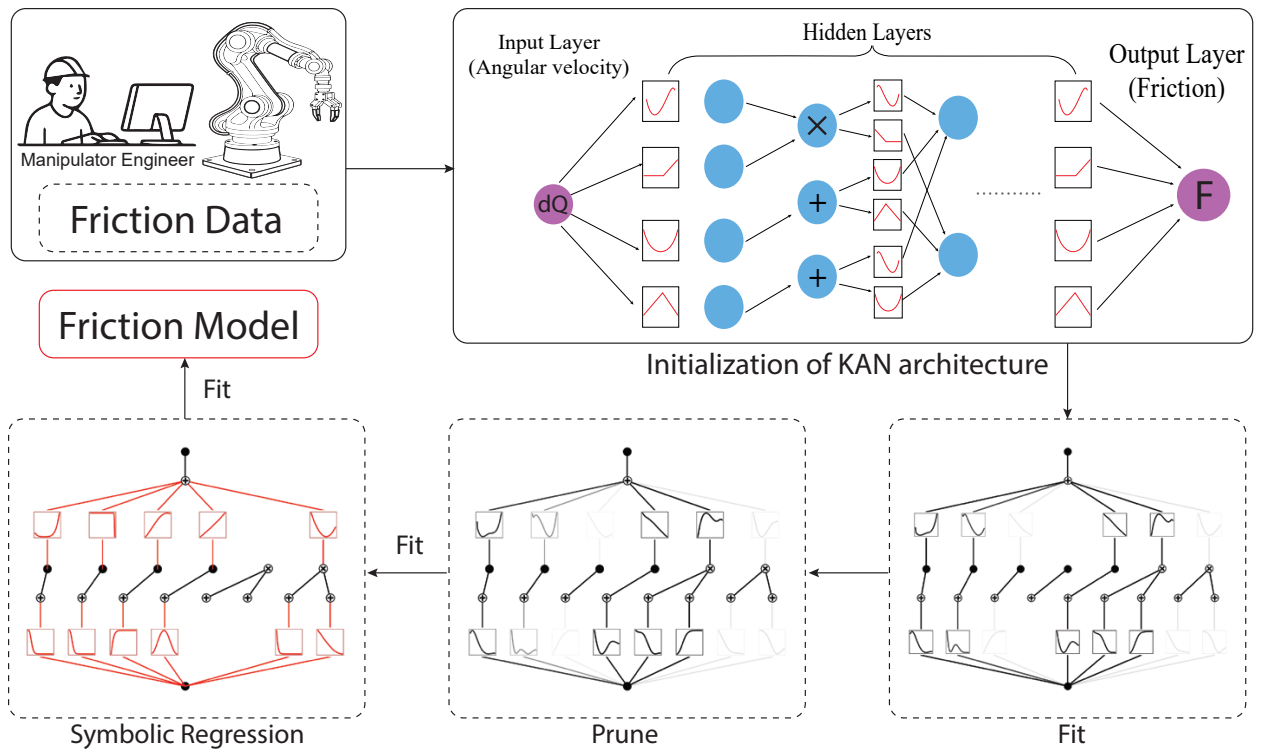 Manipulator Engineer
Friction Data
Input Layer
(Angular velocity)
Hidden Layers
Output Layer
(Friction)
dQ
×
+
+
F
Initialization of KAN architecture
Friction Model
Fit
Fit
Symbolic Regression
Prune
Fit